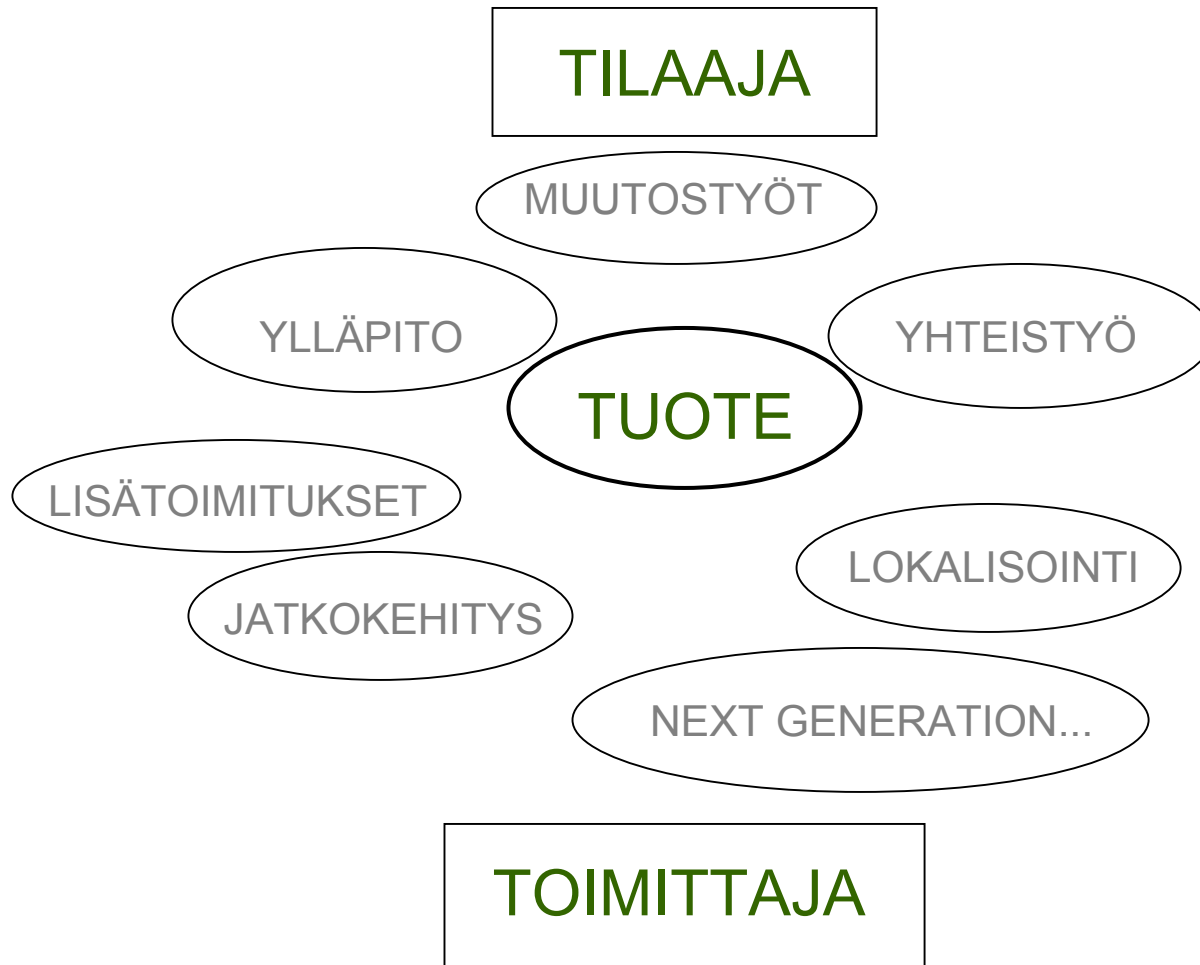 TILAAJA
MUUTOSTYÖT
YLLÄPITO
YHTEISTYÖ
TUOTE
LISÄTOIMITUKSET
LOKALISOINTI
JATKOKEHITYS
NEXT GENERATION...
TOIMITTAJA